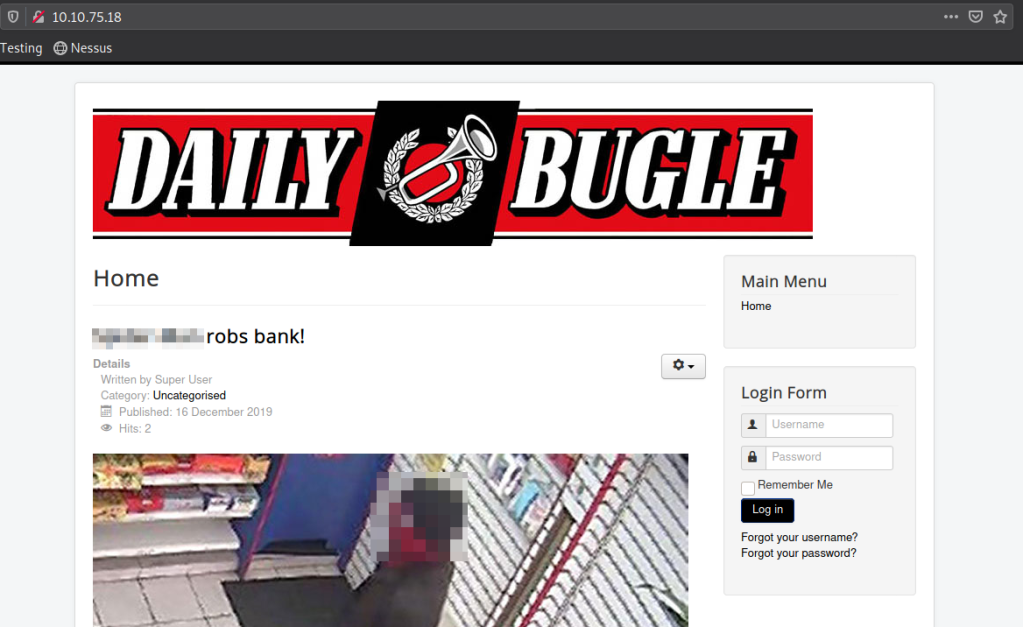 10.10.75.18
Testing Nessus
DAILY BUGLE
Home
robs bank!
Details
Written by Super User
Category: Uncategorised
Published: 16 December 2019
Hits: 2
Main Menu
Home
Login Form
Username
Password
Remember Me
Log in
Forgot your username?
Forgot your password?